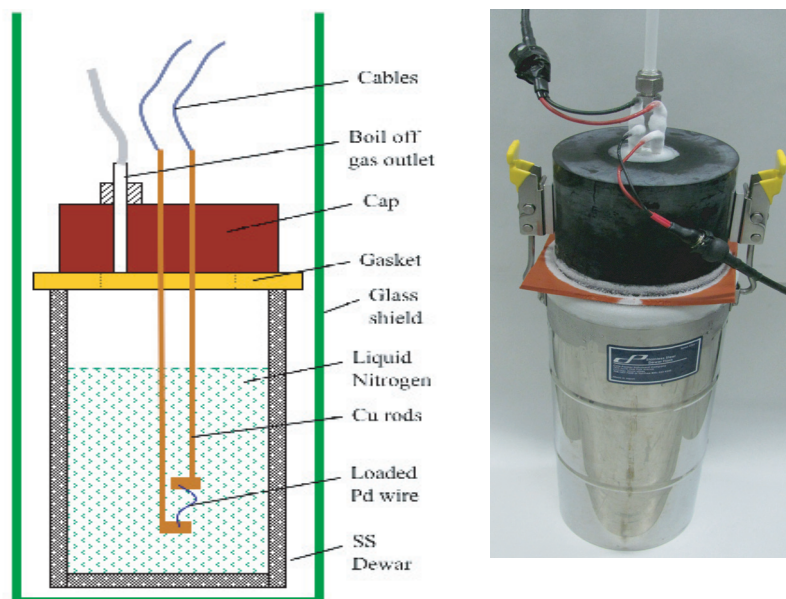 Cables
Boil off
gas outlet
Cap
Gasket
Glass
shield
Liquid
Nitrogen
Cu rods
Loaded
Pd wire
SS
Dewar